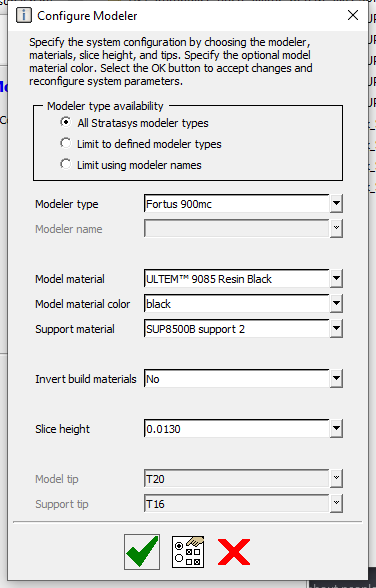 Configure Modeler
Specify the system configuration by choosing the modeler,
materials, slice height, and tips. Specify the optional model
material color. Select the OK button to accept changes and
reconfigure system parameters.
Modeler type availability
All Stratasys modeler types
Limit to defined modeler types
Limit using modeler names
Modeler type Fortus 900mc
Modeler name
Model material ULTEM™ 9085 Resin Black
Model material color black
Support material SUP8500B support 2
Invert build materials No
Slice height 0.0130
Model tip T20
Support tip T16